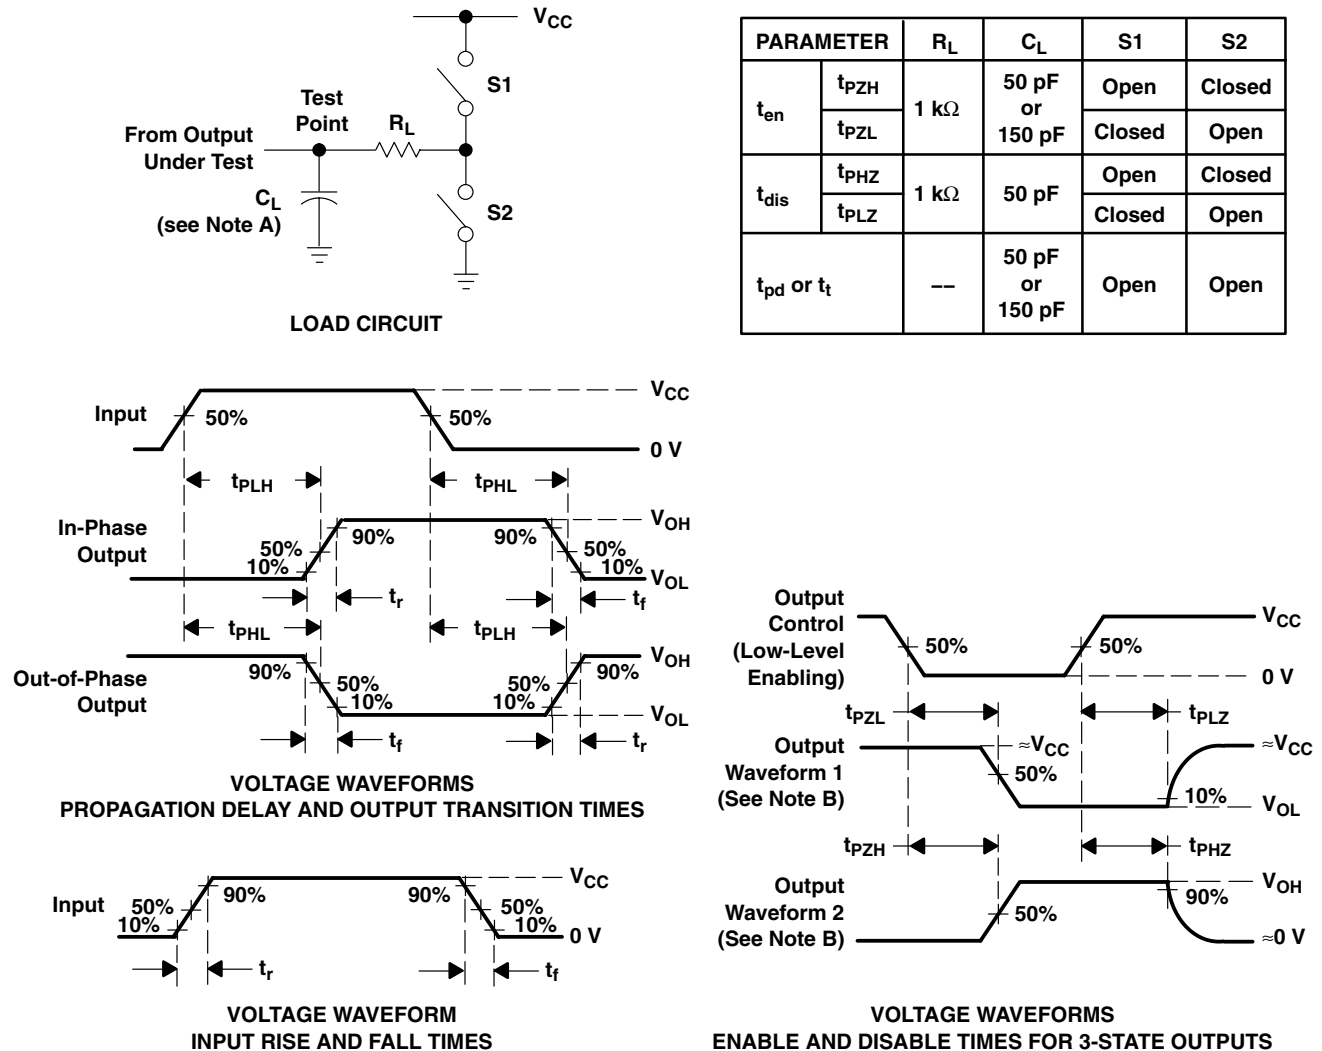 VCC
S1
Test
Point
RL
From Output
Under Test
CL
(see Note A)
S2
LOAD CIRCUIT
PARAMETER RL CL S1 S2
ten tPZH 1 kΩ 50 pF or 150 pF Open Closed
tPZL Closed Open
tdis tPHZ 1 kΩ 50 pF Open Closed
tPLZ Closed Open
tpd or tt –– 50 pF or 150 pF Open Open
Input 50% 50% VCC
0 V
tPLH tPHL
In-Phase
Output
50%
10% 90% 90% 50%
10%
VOH
VOL
tr tf
tPHL tPLH
Out-of-Phase
Output
90% 50%
10% 50%
10% 90%
VOH
VOL
tf tr
VOLTAGE WAVEFORMS
PROPAGATION DELAY AND OUTPUT TRANSITION TIMES
Input
50%
10% 90% 90% 50%
10%
VCC
0 V
tr tf
VOLTAGE WAVEFORM
INPUT RISE AND FALL TIMES
Output
Control
(Low-Level
Enabling)
50% 50%
VCC
0 V
tPZL tPLZ
Output
Waveform 1
(See Note B)
≈VCC
50%
10%
≈VCC
VOL
tPZH tPHZ
Output
Waveform 2
(See Note B)
50%
90%
VOH
≈0 V
VOLTAGE WAVEFORMS
ENABLE AND DISABLE TIMES FOR 3-STATE OUTPUTS